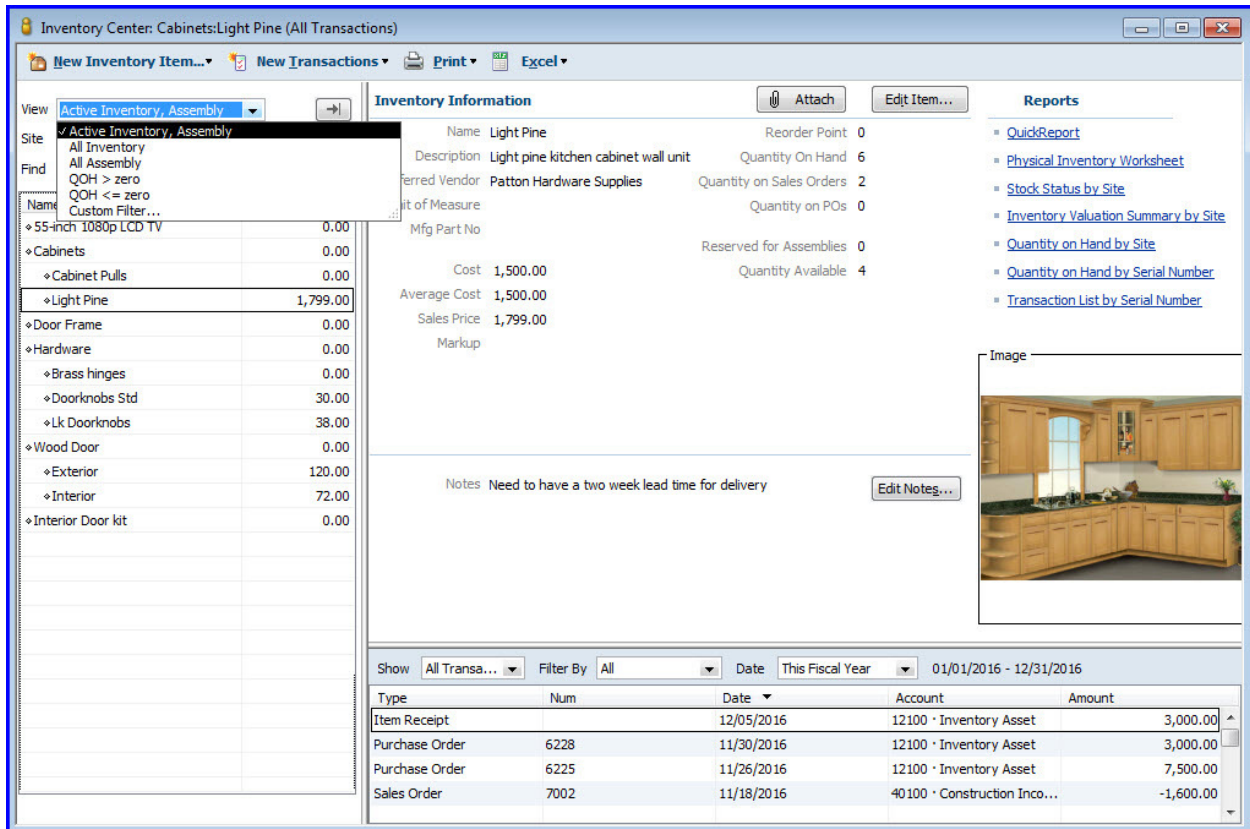 Inventory Center: Cabinets:Light Pine (All Transactions)
New Inventory Item... New Transactions Print Excel
View Active Inventory, Assembly
Site
Find
✓ Active Inventory, Assembly
All Inventory
All Assembly
QOH > zero
QOH <= zero
Custom Filter...
Name
55-inch 1080p LCD TV 0.00
Cabinets 0.00
Cabinet Pulls 0.00
Light Pine 1,799.00
Door Frame 0.00
Hardware 0.00
Brass hinges 0.00
Doorknobs Std 30.00
Lk Doorknobs 38.00
Wood Door 0.00
Exterior 120.00
Interior 72.00
Interior Door kit 0.00
Inventory Information Attach Edit Item...
Name Light Pine
Description Light pine kitchen cabinet wall unit
ferred Vendor Patton Hardware Supplies
it of Measure
Mfg Part No
Cost 1,500.00
Average Cost 1,500.00
Sales Price 1,799.00
Markup
Reorder Point 0
Quantity On Hand 6
Quantity on Sales Orders 2
Quantity on POs 0
Reserved for Assemblies 0
Quantity Available 4
Notes Need to have a two week lead time for delivery Edit Notes...
Reports
QuickReport
Physical Inventory Worksheet
Stock Status by Site
Inventory Valuation Summary by Site
Quantity on Hand by Site
Quantity on Hand by Serial Number
Transaction List by Serial Number
Image
Show All Transa... Filter By All Date This Fiscal Year 01/01/2016 - 12/31/2016
Type Num Date Account Amount
Item Receipt 12/05/2016 12100 · Inventory Asset 3,000.00
Purchase Order 6228 11/30/2016 12100 · Inventory Asset 3,000.00
Purchase Order 6225 11/26/2016 12100 · Inventory Asset 7,500.00
Sales Order 7002 11/18/2016 40100 · Construction Inco... -1,600.00